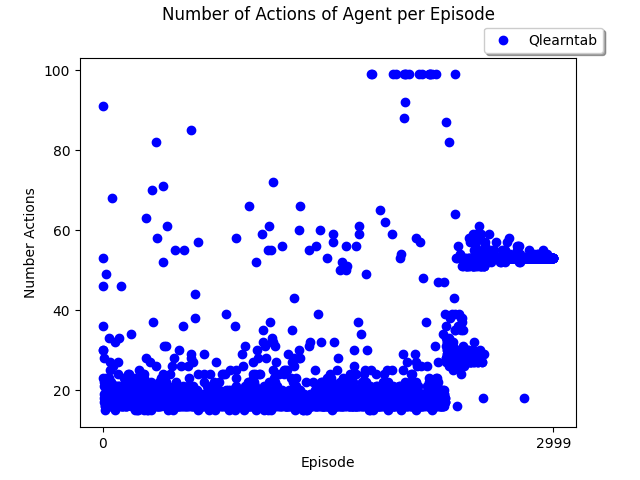 Number of Actions of Agent per Episode
Qlearntab
100
80
60
40
20
Number Actions
0
2999
Episode